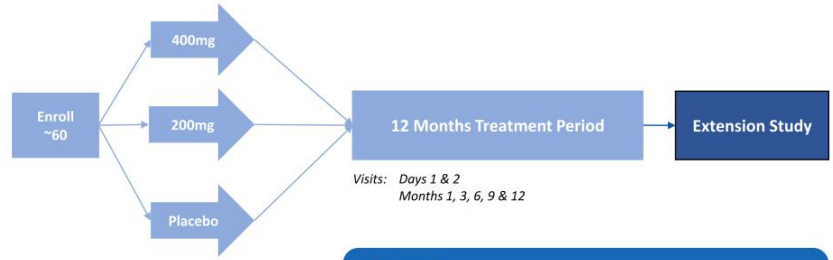 400mg
Enroll
~60
200mg
12 Months Treatment Period
Extension Study
Visits: Days 1 & 2
Months 1, 3, 6, 9 & 12
Placebo